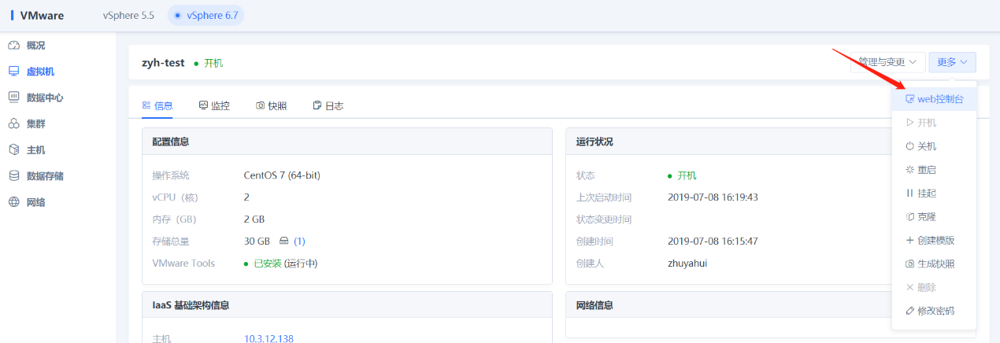 VMware vSphere 5.5 vSphere 6.7
概况
虚拟机
数据中心
集群
主机
数据存储
网络
zyh-test 开机
管理与变更 更多
信息 监控 快照 日志
配置信息
操作系统 CentOS 7 (64-bit)
vCPU（核） 2
内存（GB） 2 GB
存储总量 30 GB (1)
VMware Tools 已安装 (运行中)
运行状况
状态 开机
上次启动时间 2019-07-08 16:19:43
状态变更时间
创建时间 2019-07-08 16:15:47
创建人 zhuyahui
IaaS 基础架构信息
主机 10.3.12.138
网络信息
web控制台
开机
关机
重启
挂起
克隆
创建模版
生成快照
删除
修改密码